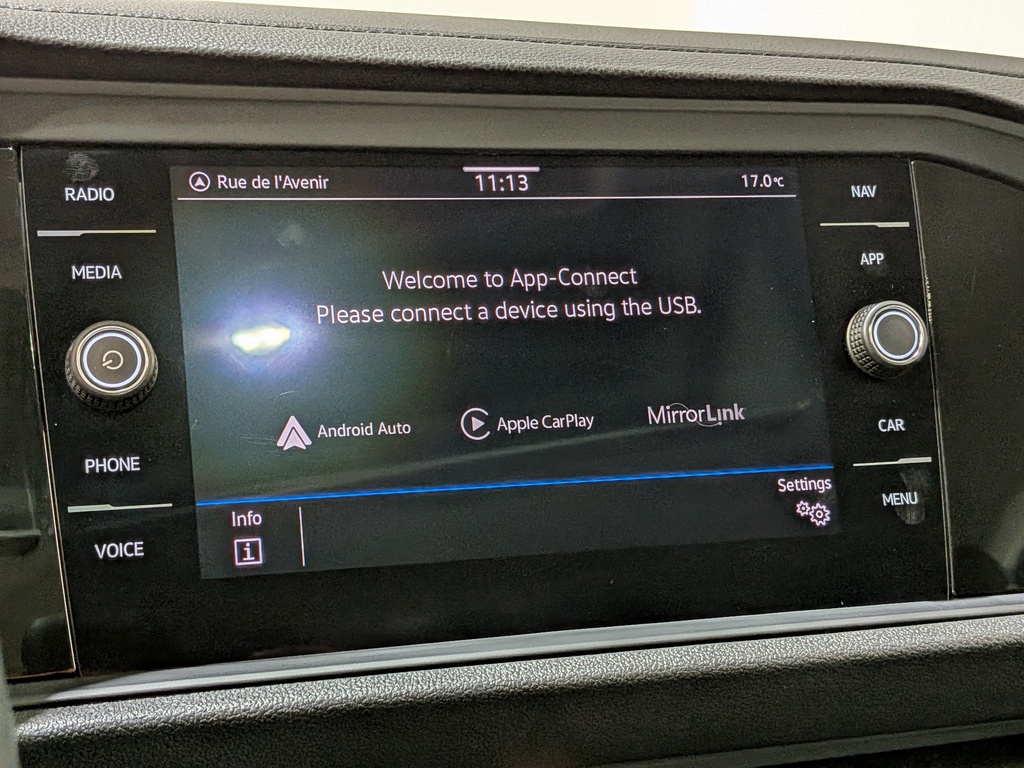 RADIO
MEDIA
PHONE
VOICE
Rue de l'Avenir
11:13
17.0°C
Welcome to App-Connect
Please connect a device using the USB.
Android Auto
Apple CarPlay
MirrorLink
Info
i
Settings
NAV
APP
CAR
MENU